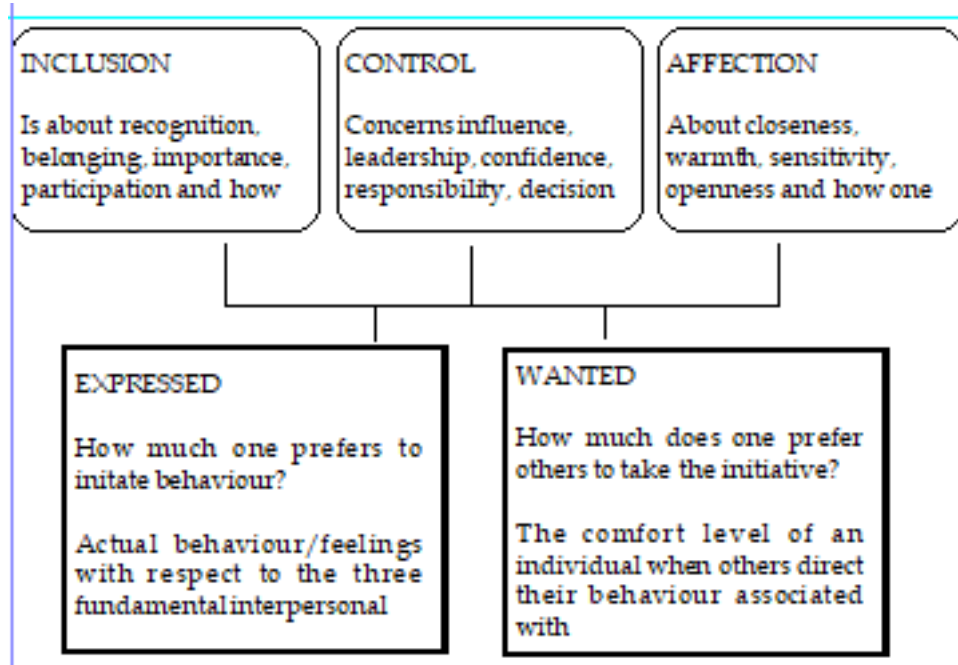 INCLUSION
Is about recognition,
belonging, importance,
participation and how
CONTROL
Concerns influence,
leadership, confidence,
responsibility, decision
AFFECTION
About closeness,
warmth, sensitivity,
openness and how one
EXPRESSED
How much one prefers to
initate behaviour?
Actual behaviour/feelings
with respect to the three
fundamental interpersonal
WANTED
How much does one prefer
others to take the initiative?
The comfort level of an
individual when others direct
their behaviour associated
with